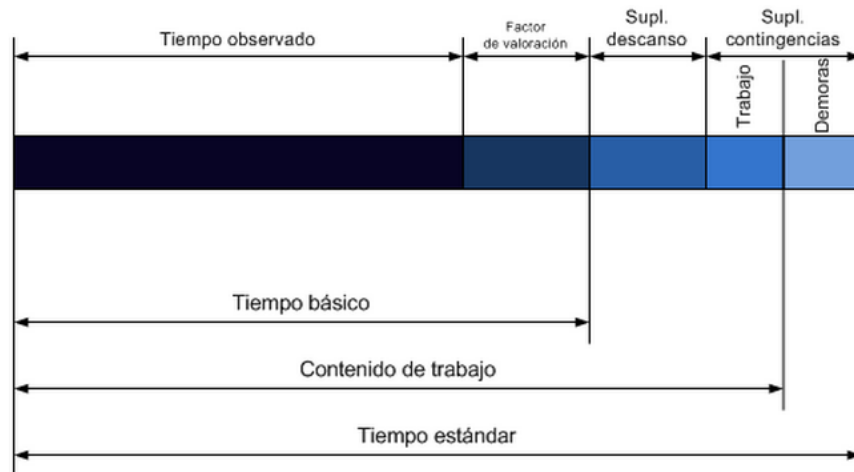 Tiempo observado
Factor
de valoración
Supl.
descanso
Supl.
contingencias
Trabajo
Demoras
Tiempo básico
Contenido de trabajo
Tiempo estándar